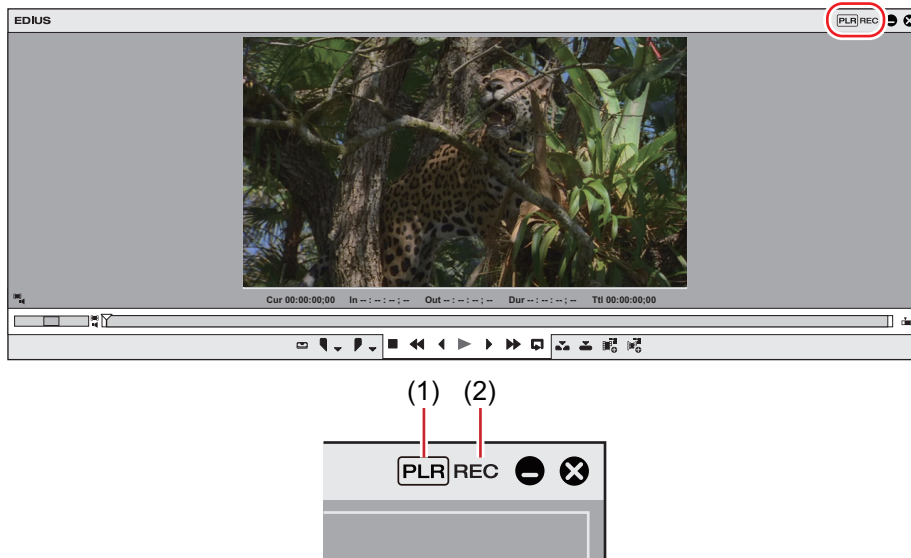 EDIUS
PLR REC
Cur 00:00:00;00 In -- : -- : -- ; -- Out -- : -- : -- ; -- Dur -- : -- : -- ; -- Ttl 00:00:00;00
(1) (2)
PLR REC